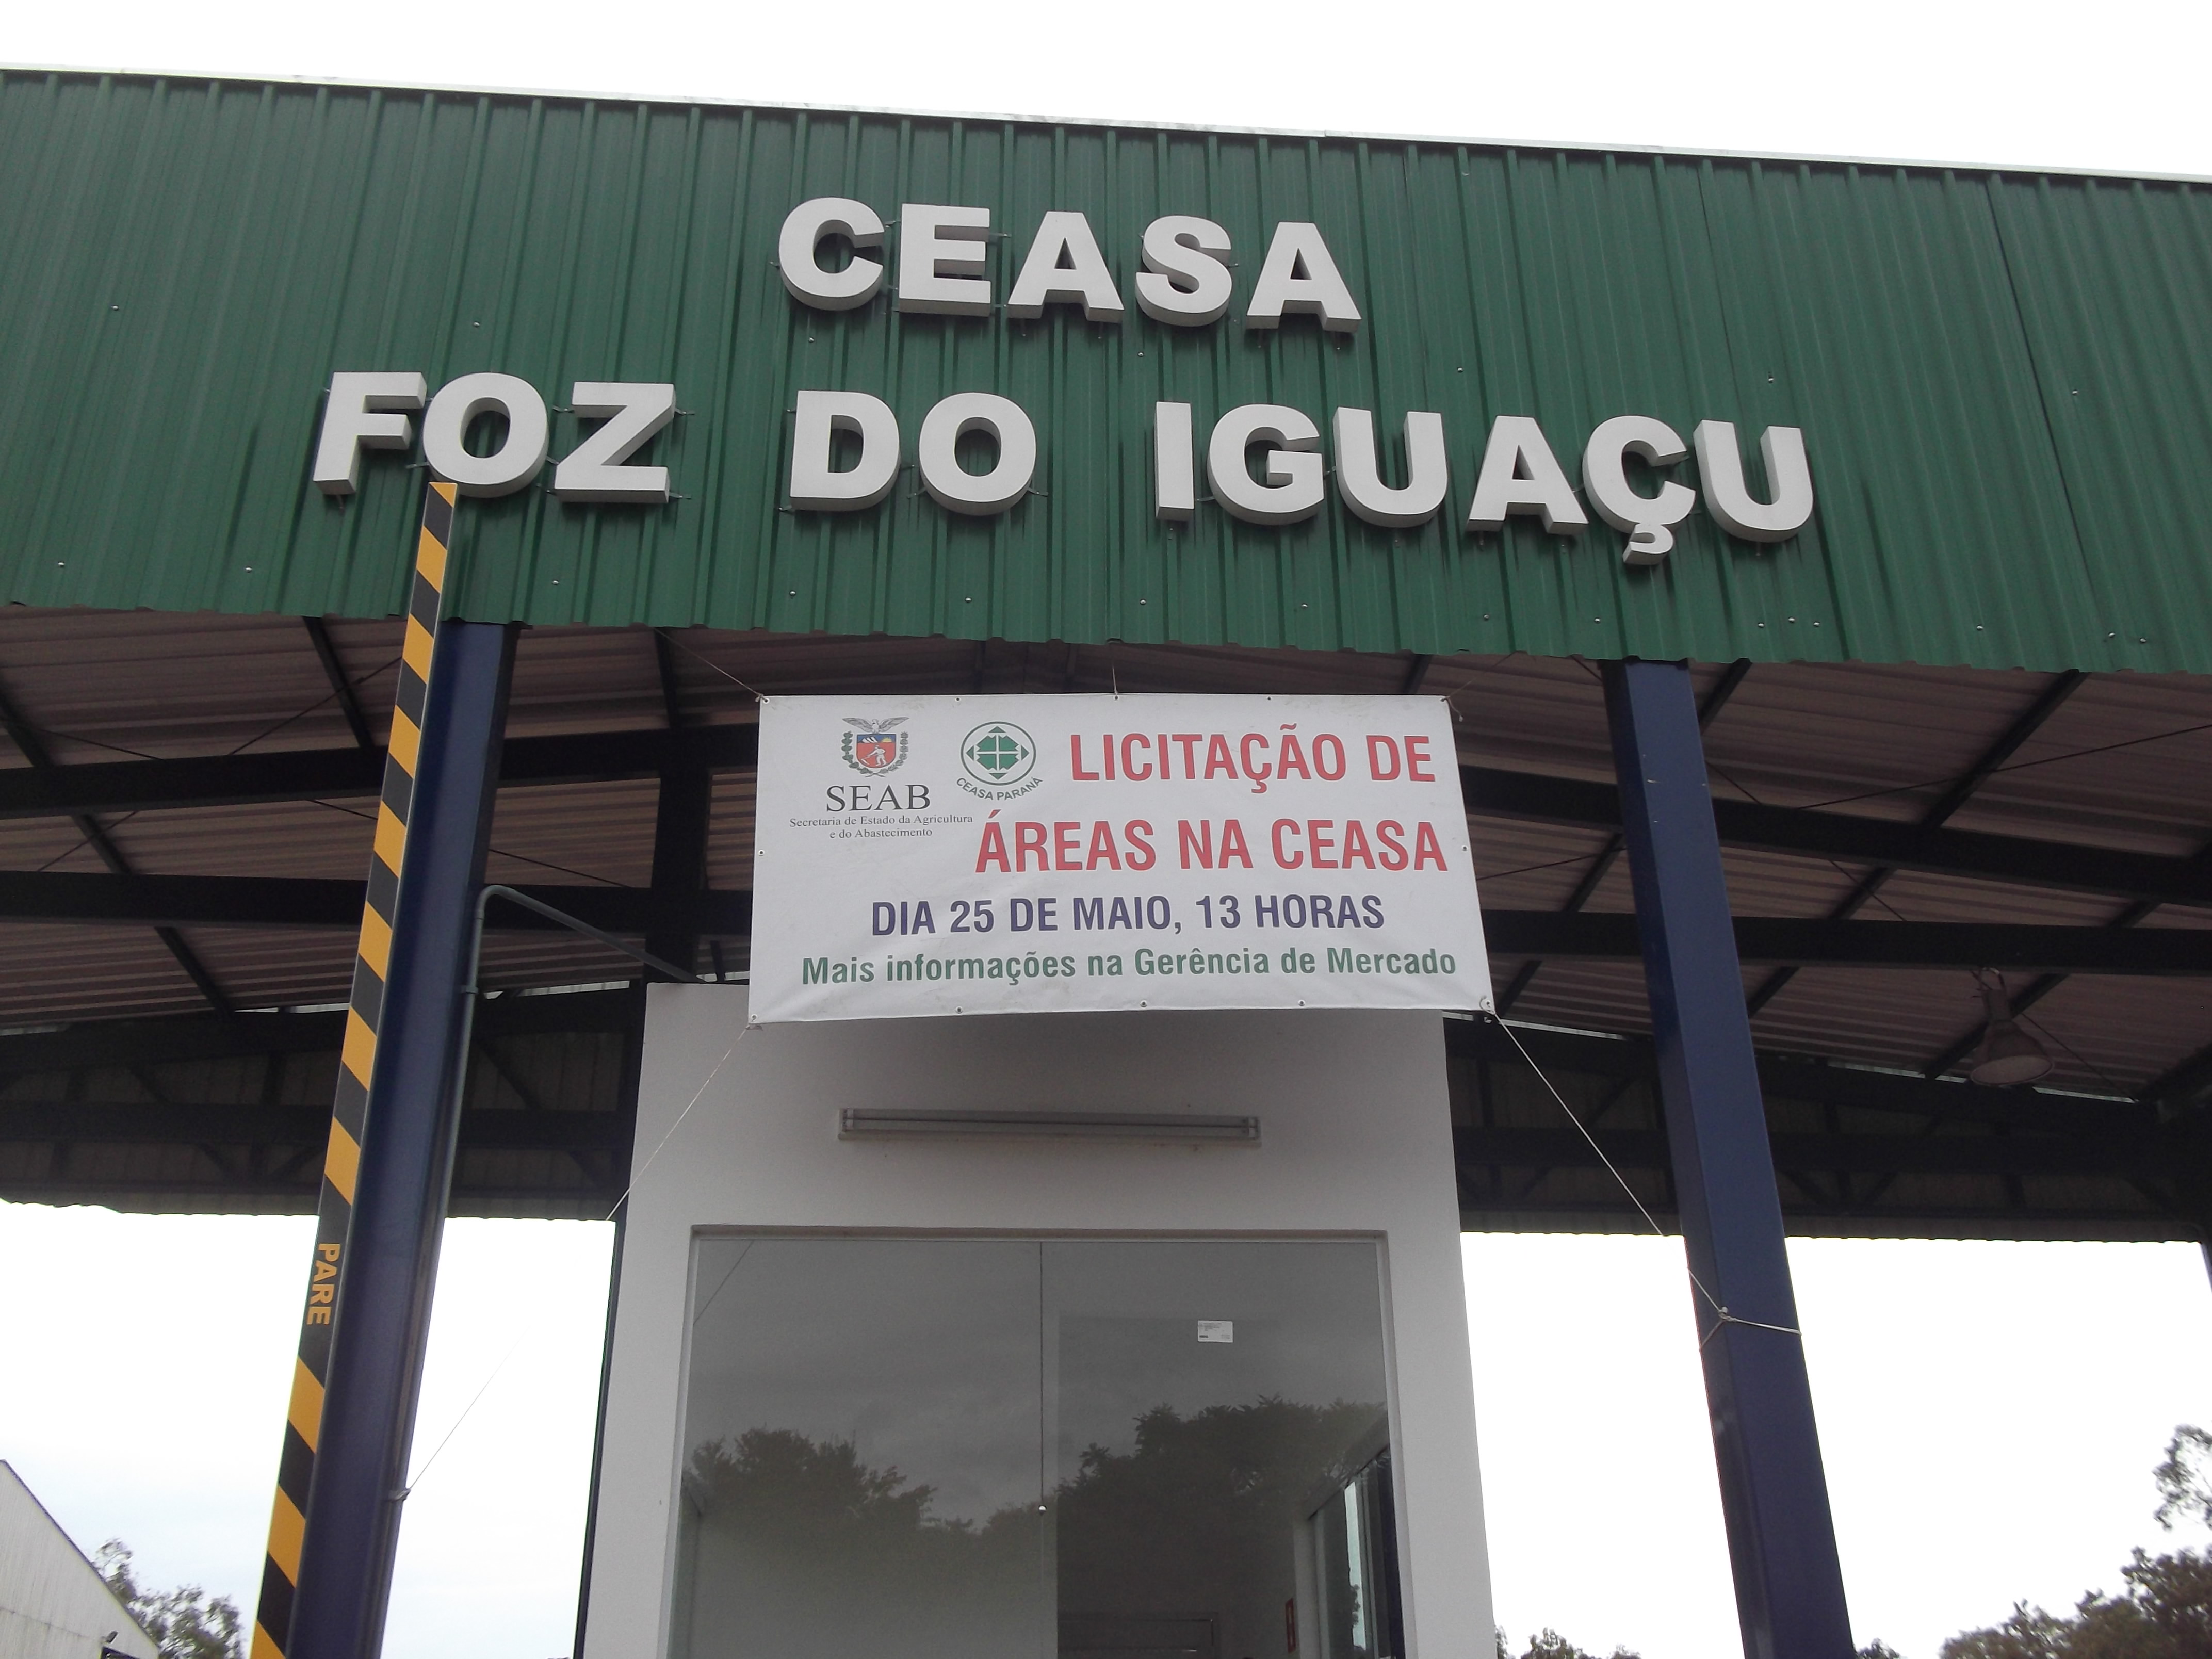 CEASA
FOZ DO IGUAÇU
SEAB
Secretaria de Estado da Agricultura
e do Abastecimento
CEASA PARANÁ
LICITAÇÃO DE
ÁREAS NA CEASA
DIA 25 DE MAIO, 13 HORAS
Mais informações na Gerência de Mercado
PARE